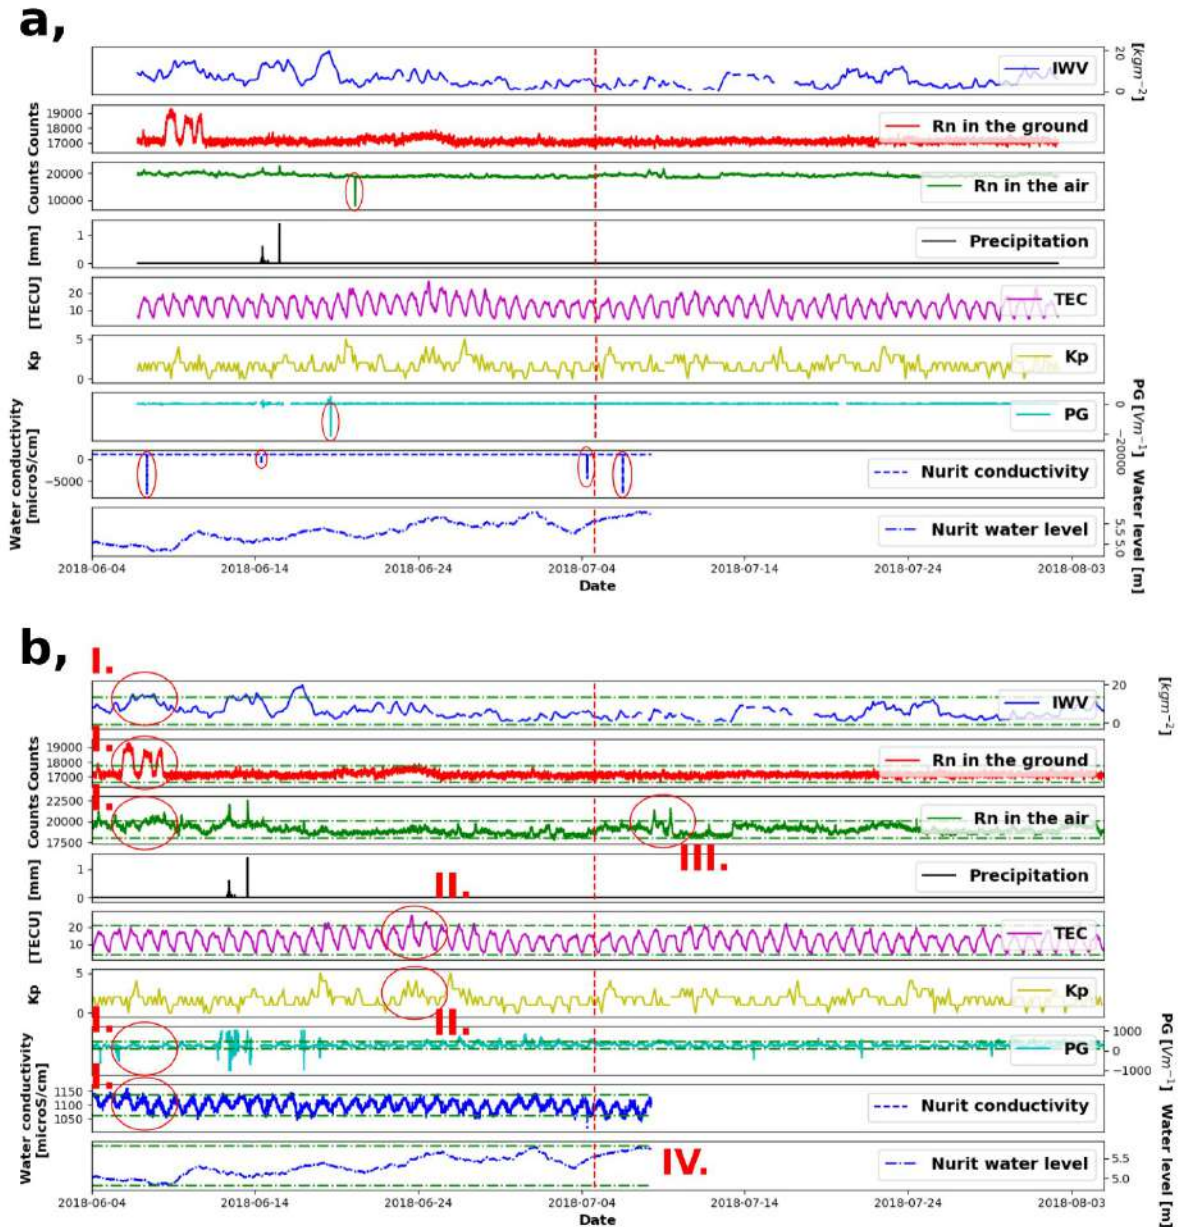 a,
20
0
[kgm⁻²]
IWV
Counts
19000
18000
17000
Rn in the ground
Counts
20000
10000
Rn in the air
[mm]
1
0
Precipitation
[TECU]
20
10
TEC
Kp
5
0
Kp
PG [Vm⁻¹]
0
−20000
PG
Water conductivity
[microS/cm]
0
−5000
Nurit conductivity
Water level [m]
5.5
5.0
Nurit water level
2018-06-04 2018-06-14 2018-06-24 2018-07-04 2018-07-14 2018-07-24 2018-08-03
Date
b,
I.
20
0
[kgm⁻²]
IWV
I.
Counts
19000
18000
17000
Rn in the ground
I.
Counts
22500
20000
17500
Rn in the air
III.
[mm]
1
0
II.
Precipitation
[TECU]
20
10
TEC
Kp
5
0
II.
Kp
I.
PG [Vm⁻¹]
1000
0
−1000
PG
I.
Water conductivity
[microS/cm]
1150
1100
1050
Nurit conductivity
Water level [m]
5.5
5.0
IV.
Nurit water level
2018-06-04 2018-06-14 2018-06-24 2018-07-04 2018-07-14 2018-07-24 2018-08-03
Date